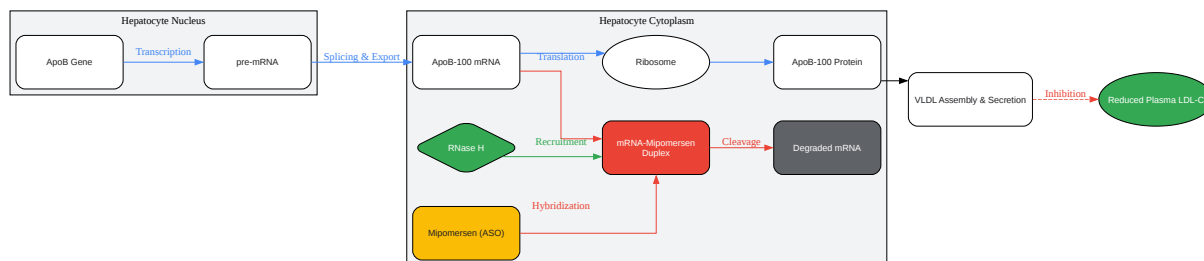 Hepatocyte Nucleus
ApoB Gene
Transcription
pre-mRNA
Splicing & Export
Hepatocyte Cytoplasm
ApoB-100 mRNA
Translation
Ribosome
ApoB-100 Protein
VLDL Assembly & Secretion
Inhibition
Reduced Plasma LDL-C
RNase H
Recruitment
mRNA-Mipomersen
Duplex
Cleavage
Degraded mRNA
Mipomersen (ASO)
Hybridization